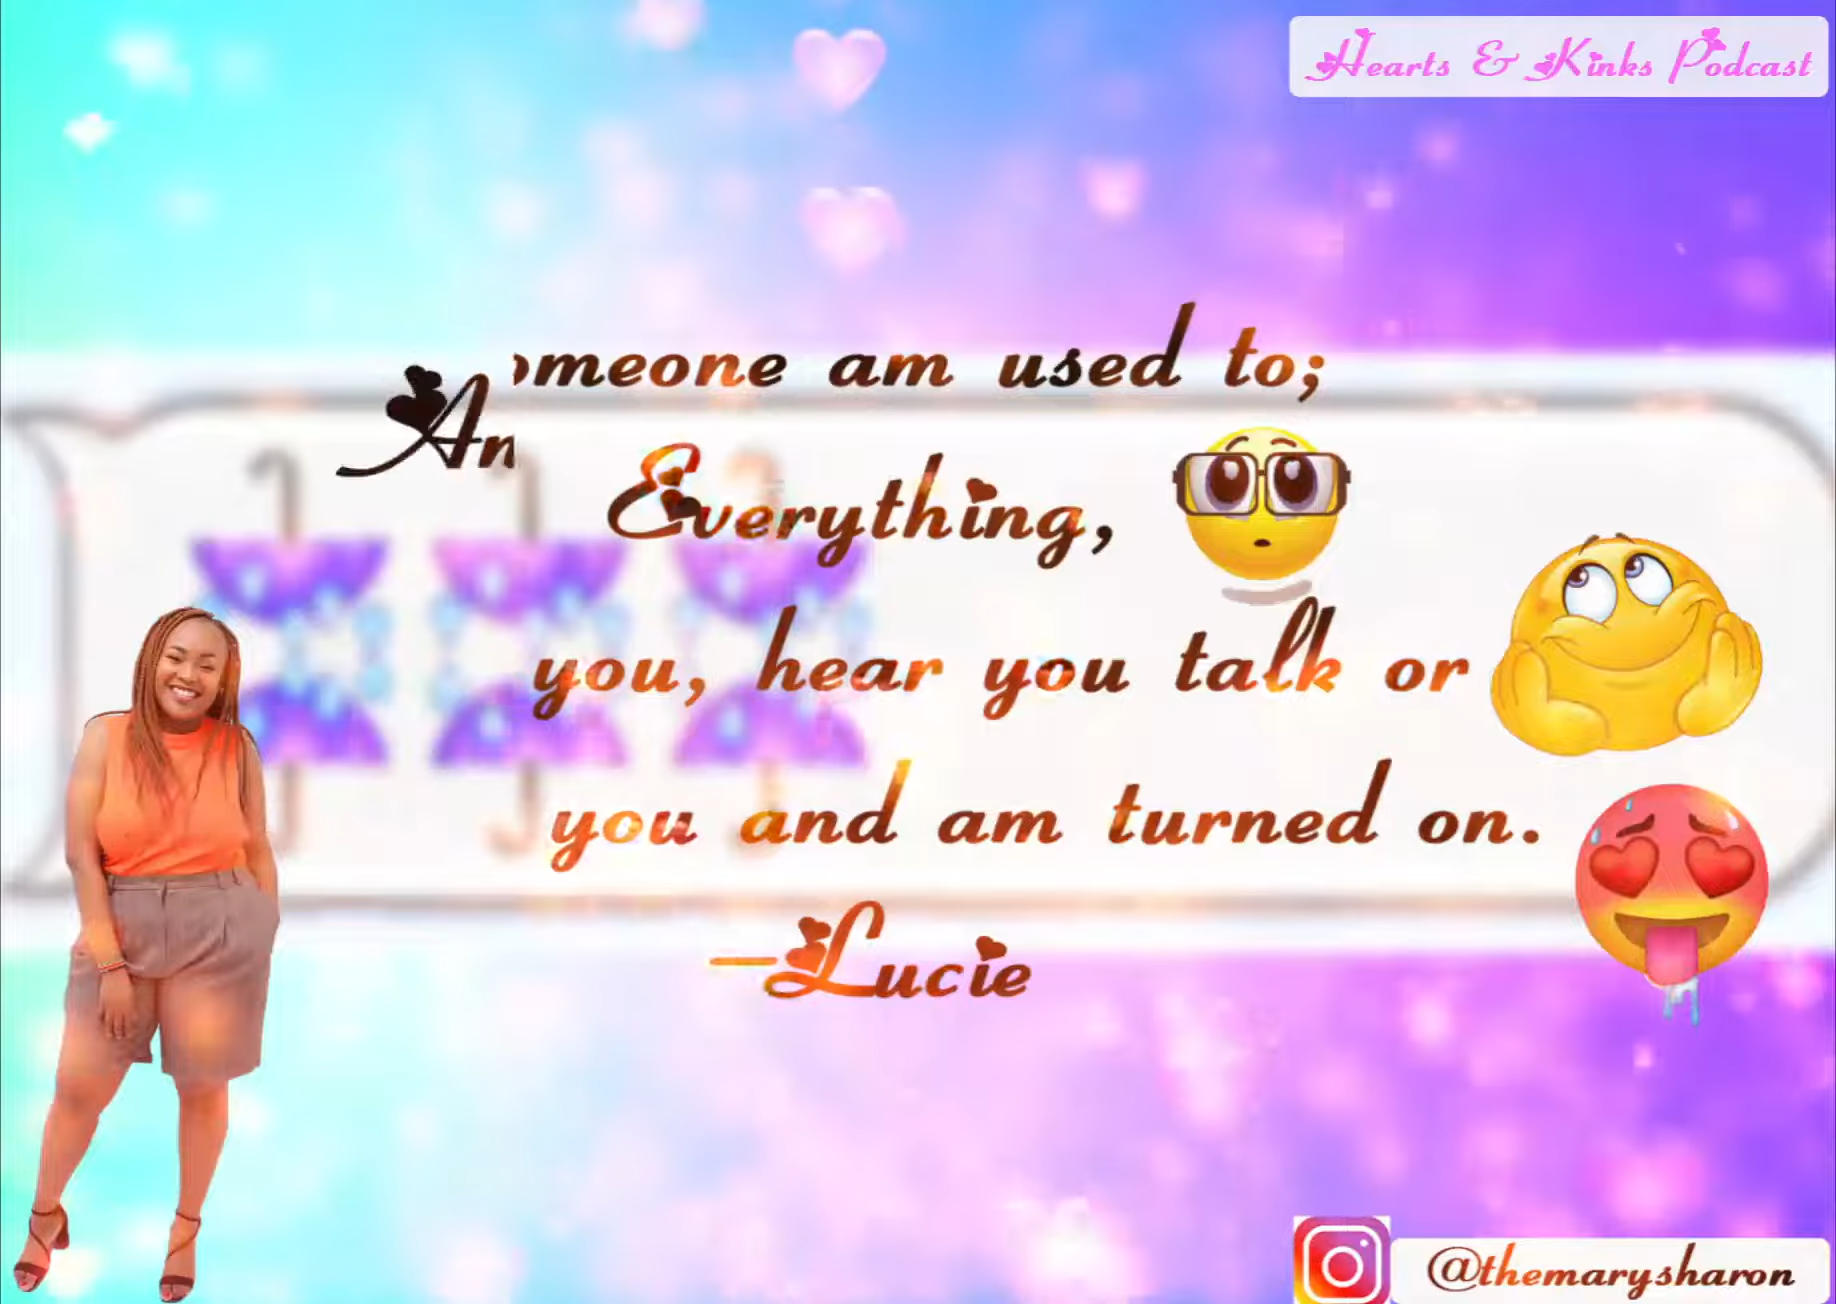 Hearts & Kinks Podcast
omeone am used to;
An
Everything,
you, hear you talk or
you and am turned on.
—Lucie
@themarysharon